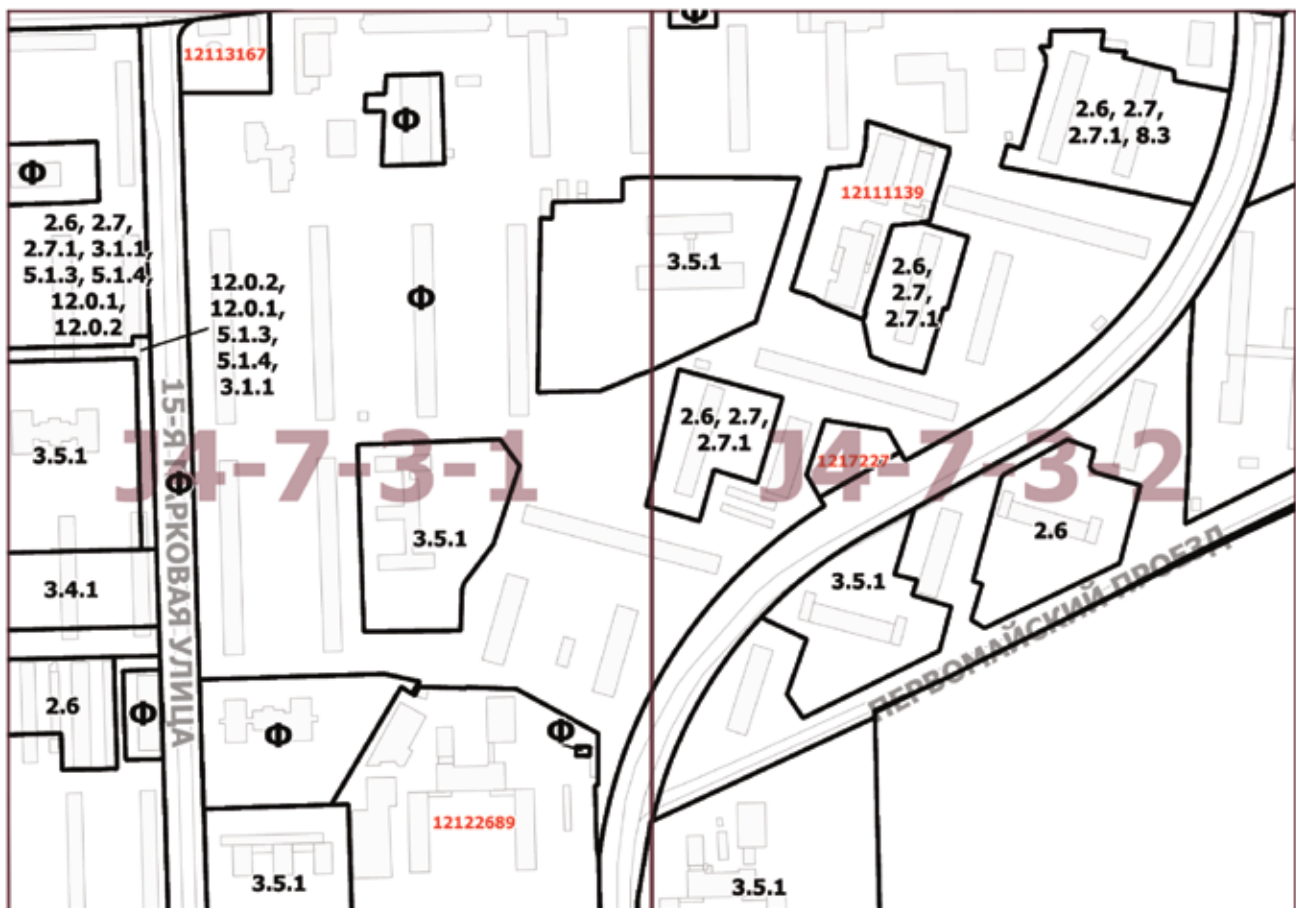 Ф
12113167
Ф
2.6, 2.7,
2.7.1, 8.3
Ф
12111139
2.6, 2.7,
2.7.1, 3.1.1,
5.1.3, 5.1.4,
12.0.1,
12.0.2
3.5.1
2.6,
2.7,
2.7.1
12.0.2,
12.0.1,
5.1.3,
5.1.4,
3.1.1
Ф
2.6, 2.7,
2.7.1
3.5.1
J4-7-3-1
J4-7-3-2
1217227
Ф
15-Я ПАРКОВАЯ УЛИЦА
3.5.1
2.6
3.4.1
3.5.1
ПЕРВОМАЙСКИЙ ПРОЕЗД
2.6
Ф
Ф
Ф
12122689
3.5.1
3.5.1